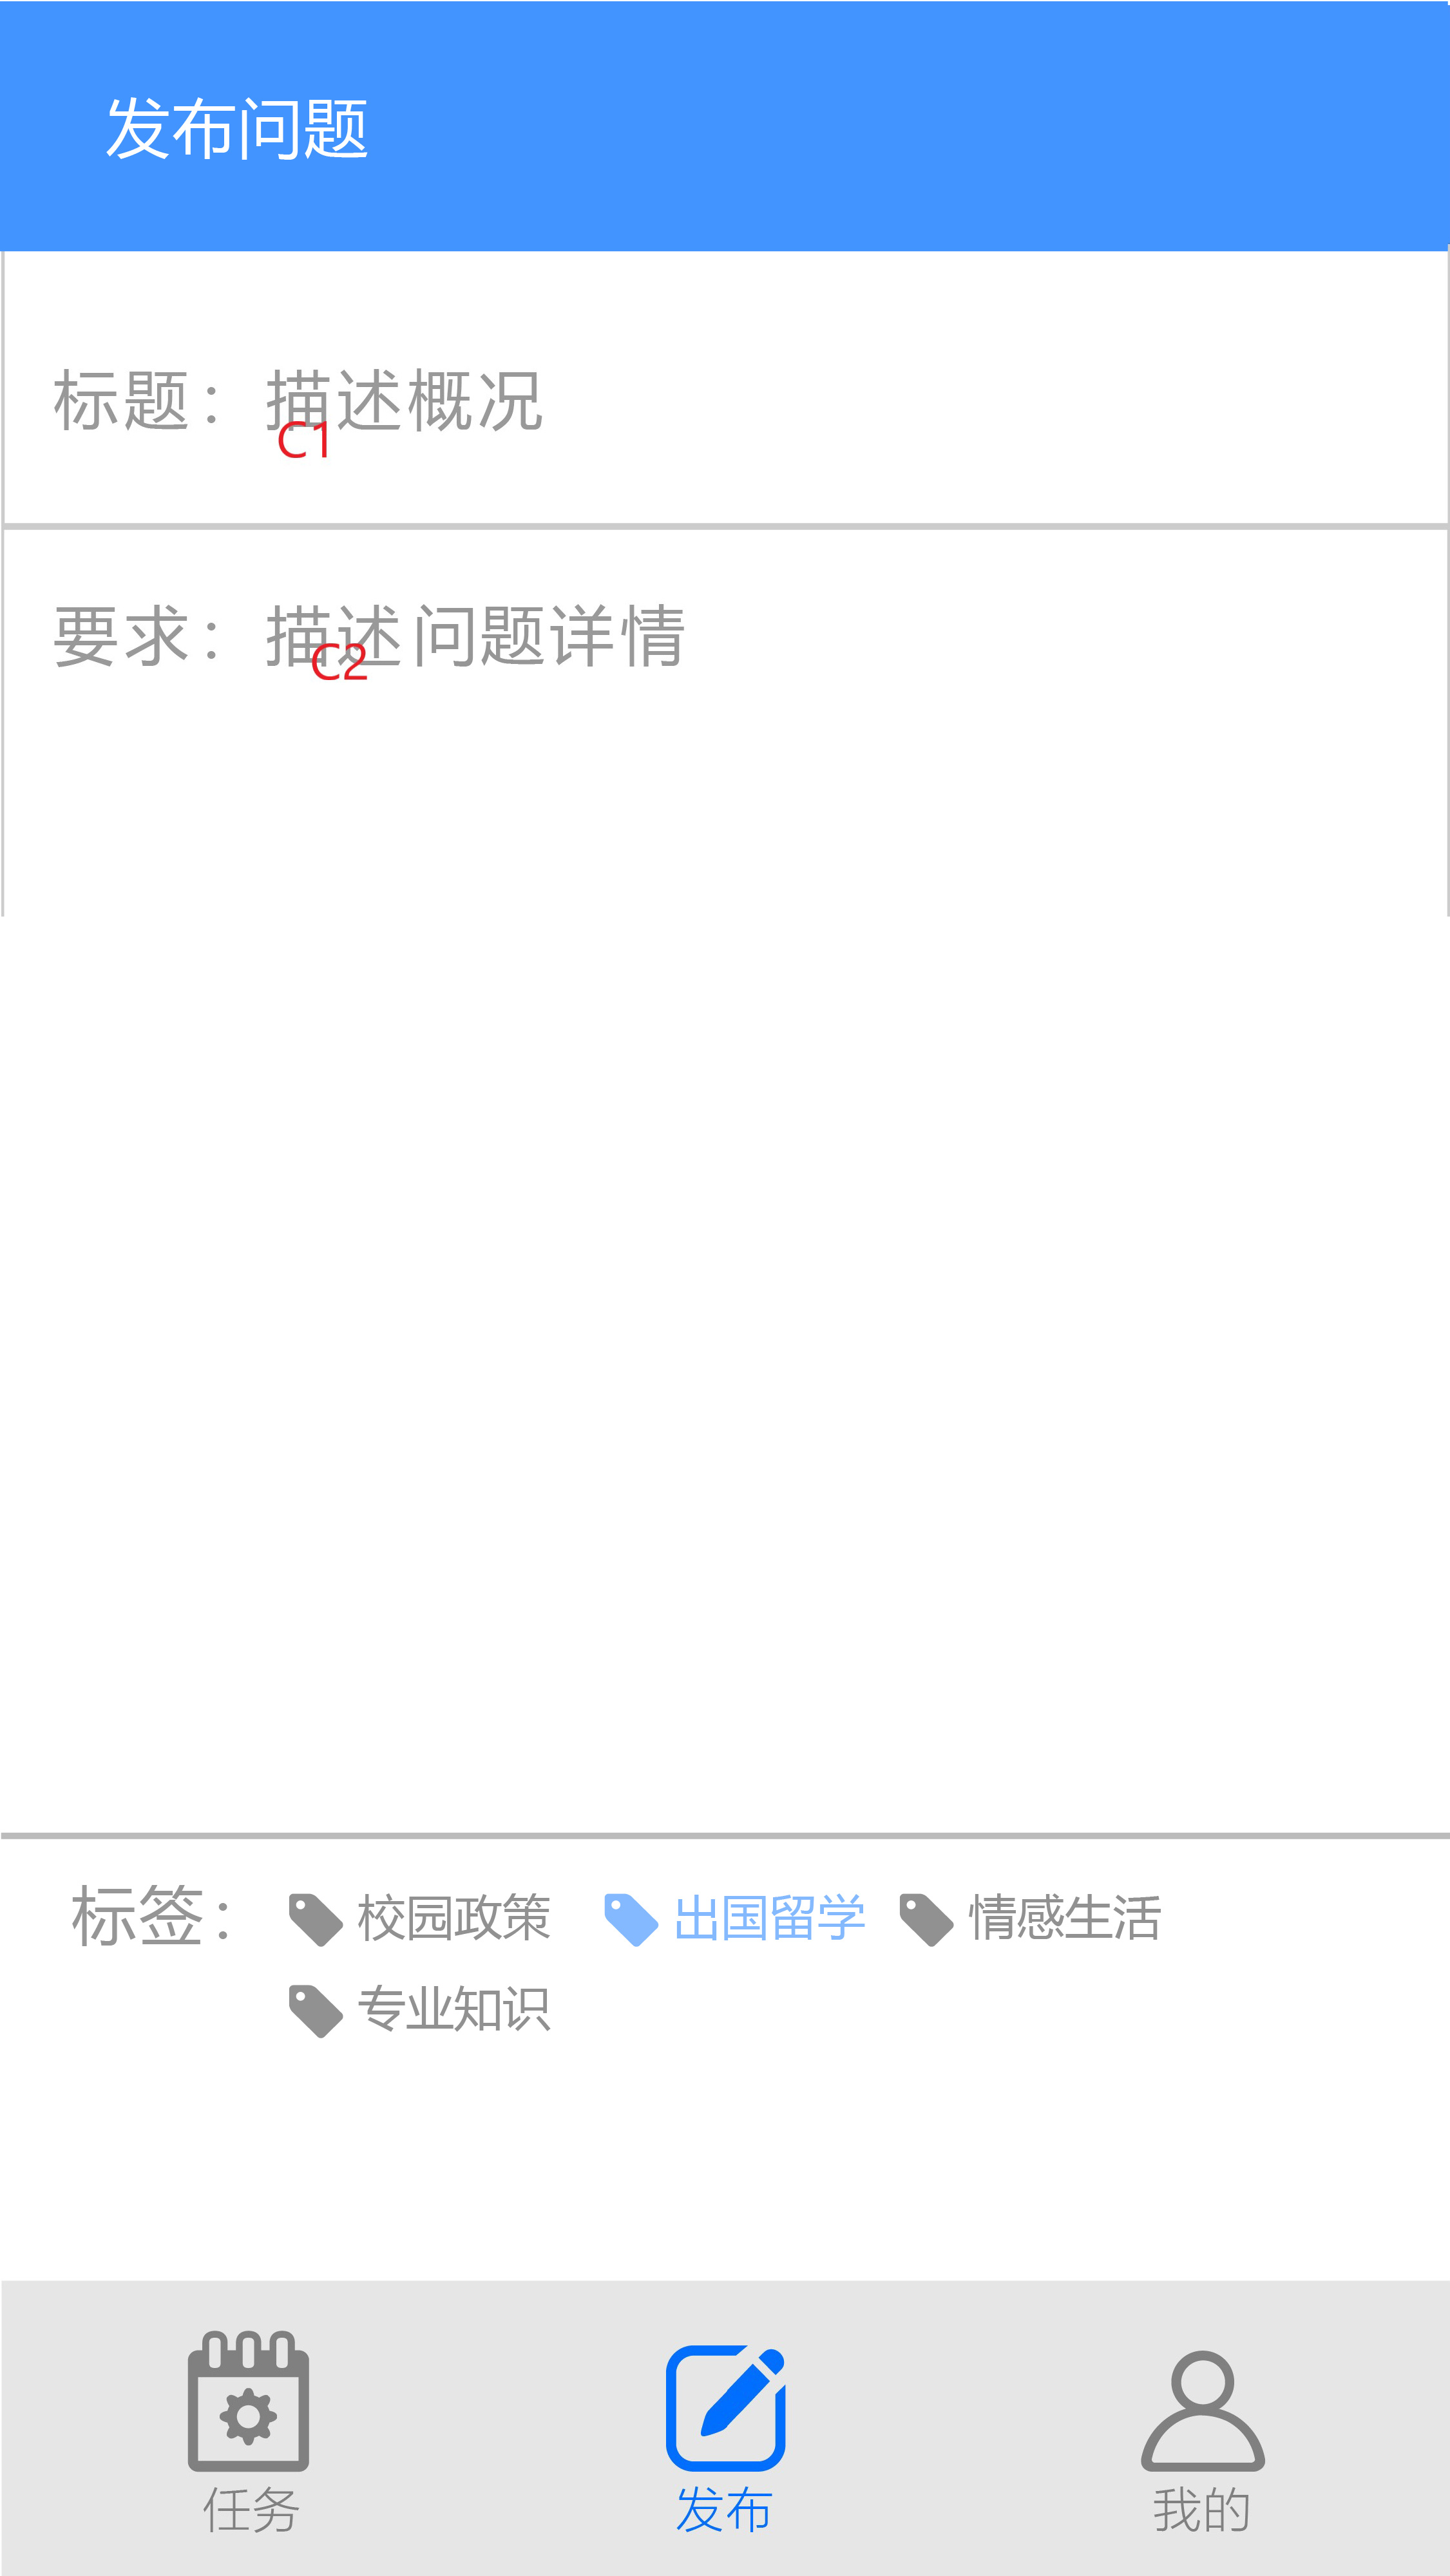 发布问题
标题：描述概况
C1
要求：描述 问题详情
C2
标签： 校园政策 出国留学 情感生活
专业知识
任务 发布 我的